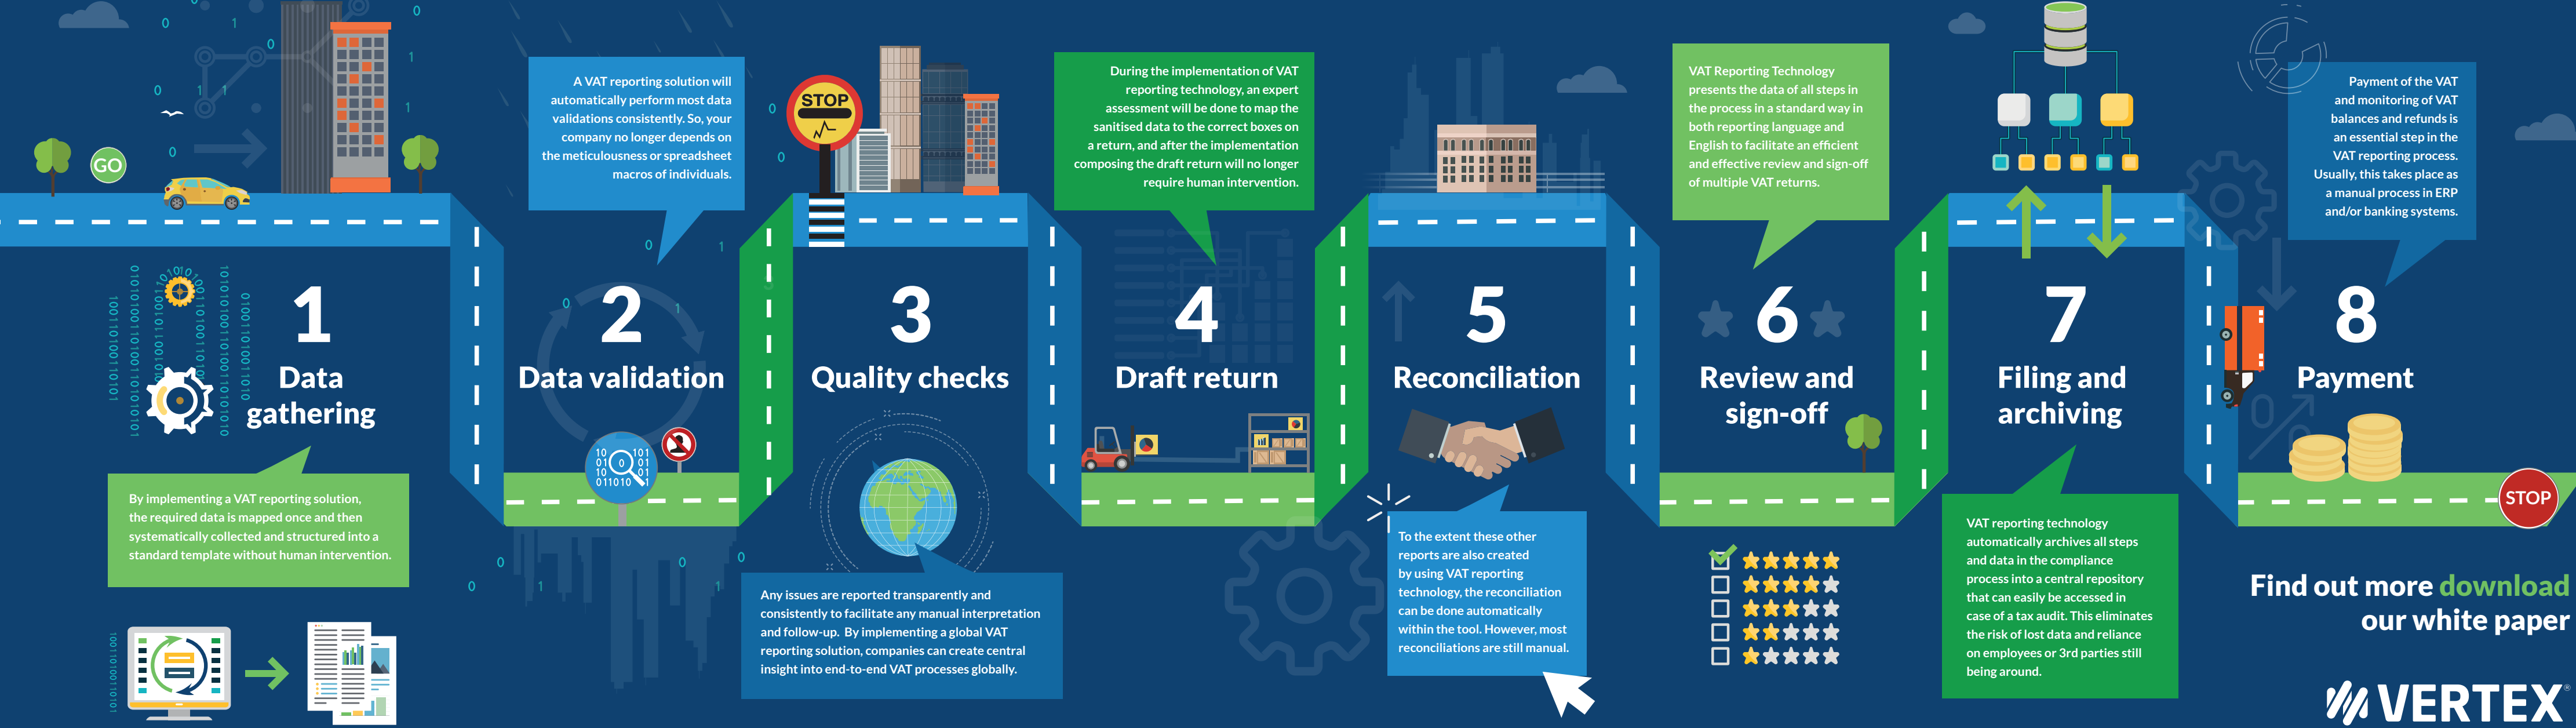 GO
1
Data
gathering
By implementing a VAT reporting solution,
the required data is mapped once and then
systematically collected and structured into a
standard template without human intervention.
A VAT reporting solution will
automatically perform most data
validations consistently. So, your
company no longer depends on
the meticulousness or spreadsheet
macros of individuals.
2
Data validation
STOP
3
Quality checks
Any issues are reported transparently and
consistently to facilitate any manual interpretation
and follow-up. By implementing a global VAT
reporting solution, companies can create central
insight into end-to-end VAT processes globally.
During the implementation of VAT
reporting technology, an expert
assessment will be done to map the
sanitised data to the correct boxes on
a return, and after the implementation
composing the draft return will no longer
require human intervention.
4
Draft return
5
Reconciliation
To the extent these other
reports are also created
by using VAT reporting
technology, the reconciliation
can be done automatically
within the tool. However, most
reconciliations are still manual.
VAT Reporting Technology
presents the data of all steps in
the process in a standard way in
both reporting language and
English to facilitate an efficient
and effective review and sign-off
of multiple VAT returns.
6
Review and
sign-off
7
Filing and
archiving
VAT reporting technology
automatically archives all steps
and data in the compliance
process into a central repository
that can easily be accessed in
case of a tax audit. This eliminates
the risk of lost data and reliance
on employees or 3rd parties still
being around.
Payment of the VAT
and monitoring of VAT
balances and refunds is
an essential step in the
VAT reporting process.
Usually, this takes place as
a manual process in ERP
and/or banking systems.
8
Payment
STOP
Find out more download
our white paper
VERTEX®